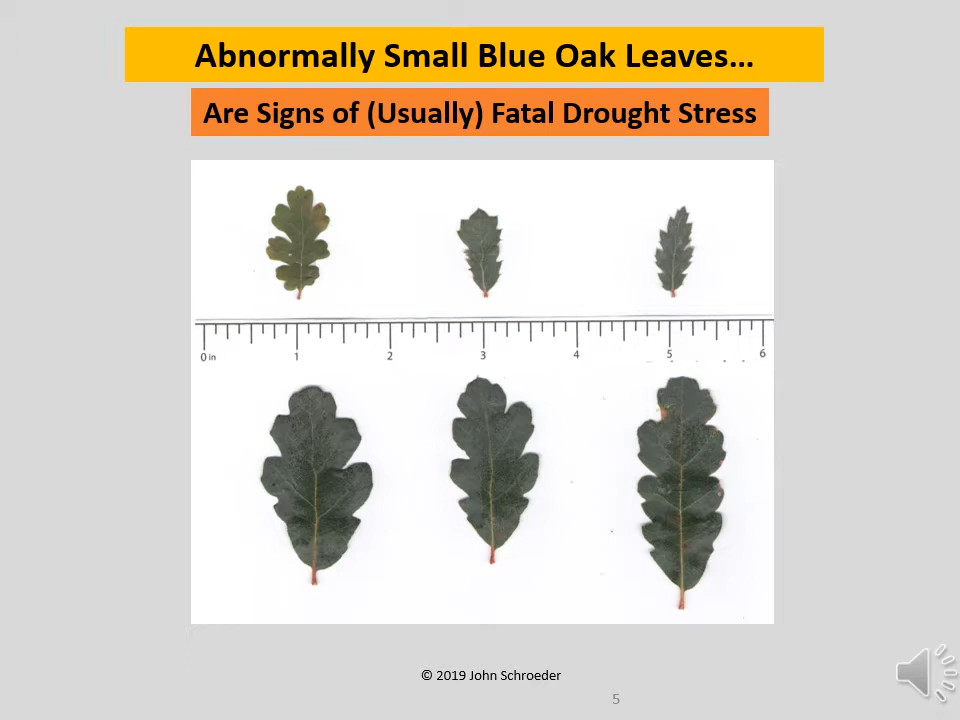 Abnormally Small Blue Oak Leaves…
Are Signs of (Usually) Fatal Drought Stress
0 in 1 2 3 4 5 6
© 2019 John Schroeder
5